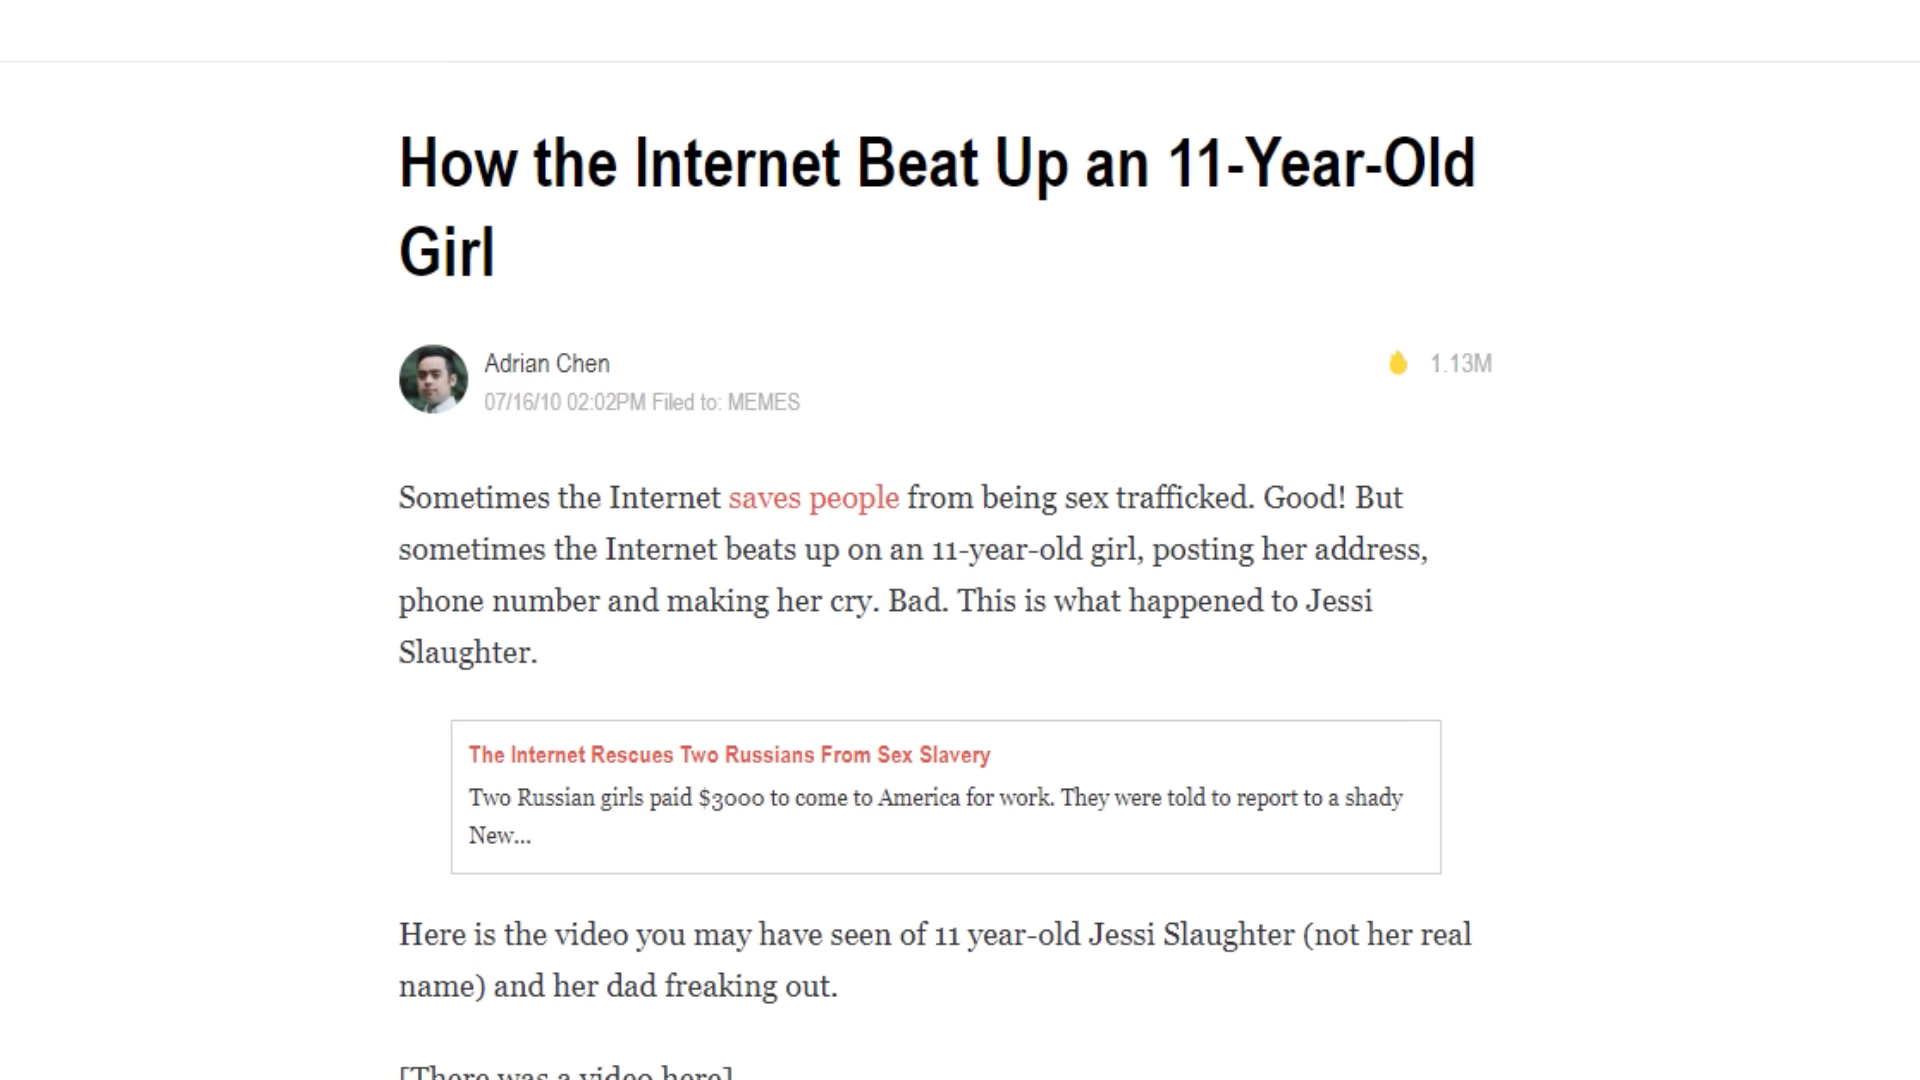 How the Internet Beat Up an 11-Year-Old
Girl
Adrian Chen
1.13M
07/16/10 02:02PM Filed to: MEMES
Sometimes the Internet saves people from being sex trafficked. Good! But
sometimes the Internet beats up on an 11-year-old girl, posting her address,
phone number and making her cry. Bad. This is what happened to Jessi
Slaughter.
The Internet Rescues Two Russians From Sex Slavery
Two Russian girls paid $3000 to come to America for work. They were told to report to a shady
New...
Here is the video you may have seen of 11 year-old Jessi Slaughter (not her real
name) and her dad freaking out.
[There was a video here]